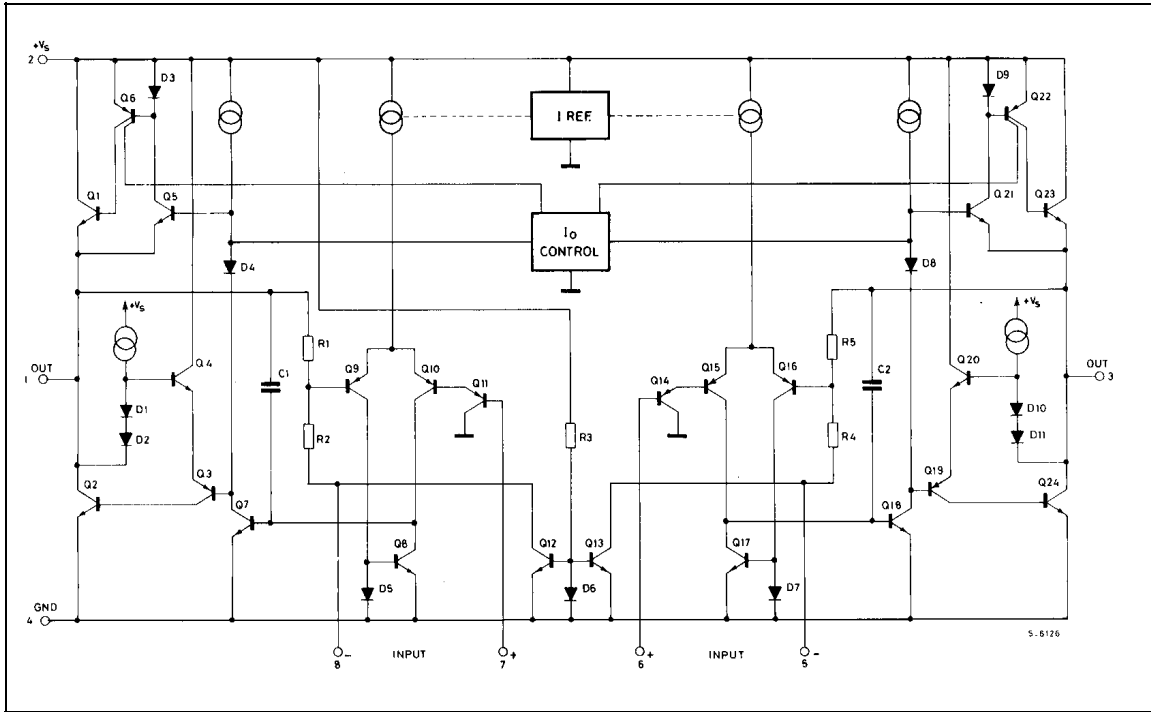 +Vs
2
D3
D9
Q6
Q22
I REF.
Q1
Q5
Q21
Q23
Io
CONTROL
D4
D8
+Vs
+Vs
R1
R5
Q4
Q20
OUT
1
C1
Q9
Q10
Q11
Q14
Q15
Q16
C2
OUT
3
D1
D2
R2
R3
R4
D10
D11
Q2
Q3
Q7
Q19
Q18
Q24
Q8
Q12
Q13
Q17
D5
D6
D7
GND
4
S-6126
8 - INPUT 7 +
6 + INPUT 5 -